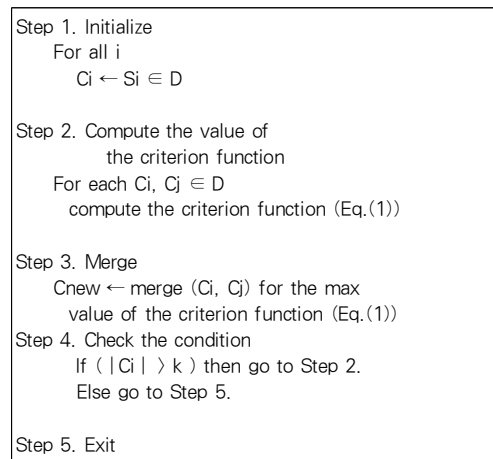 Step 1. Initialize
For all i
Ci ← Si ∈ D
Step 2. Compute the value of
the criterion function
For each Ci, Cj ∈ D
compute the criterion function (Eq.(1))
Step 3. Merge
Cnew ← merge (Ci, Cj) for the max
value of the criterion function (Eq.(1))
Step 4. Check the condition
If ( |Ci | 〉k ) then go to Step 2.
Else go to Step 5.
Step 5. Exit